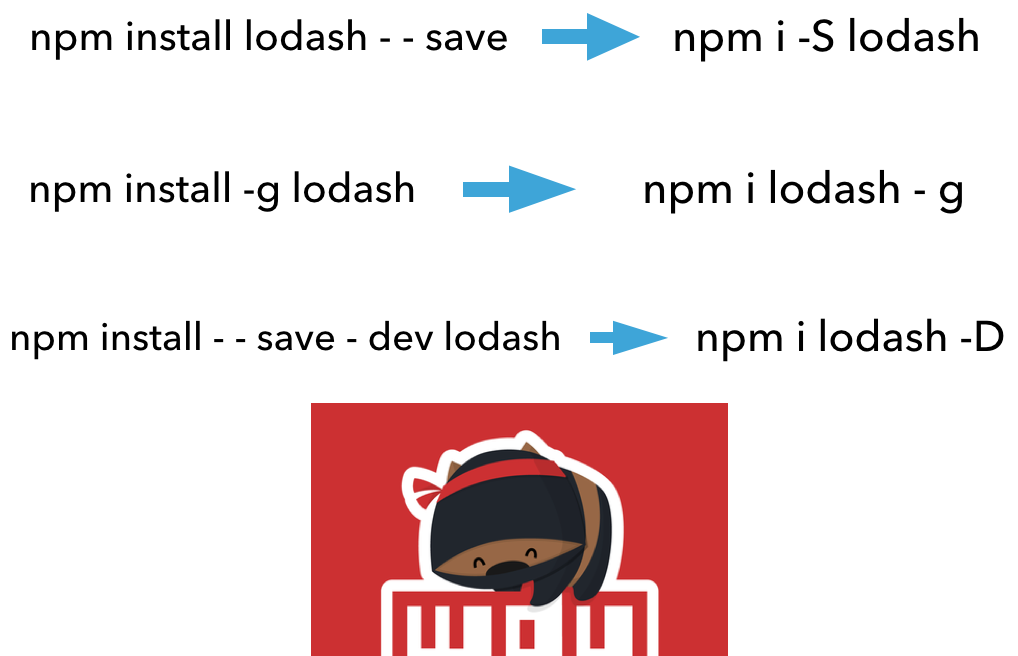 npm install lodash - - save npm i -S lodash
npm install -g lodash npm i lodash - g
npm install - - save - dev lodash npm i lodash -D